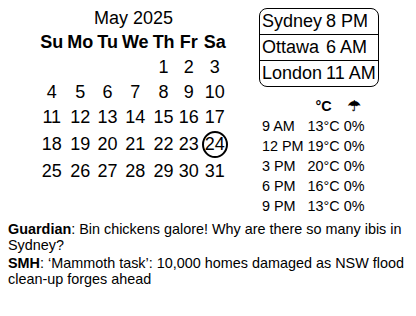 May 2025
Su Mo Tu We Th Fr Sa
1 2 3
4 5 6 7 8 9 10
11 12 13 14 15 16 17
18 19 20 21 22 23 24
25 26 27 28 29 30 31
Sydney 8 PM
Ottawa 6 AM
London 11 AM
°C ☂
9 AM 13°C 0%
12 PM 19°C 0%
3 PM 20°C 0%
6 PM 16°C 0%
9 PM 13°C 0%
Guardian: Bin chickens galore! Why are there so many ibis in
Sydney?
SMH: ‘Mammoth task’: 10,000 homes damaged as NSW flood
clean-up forges ahead